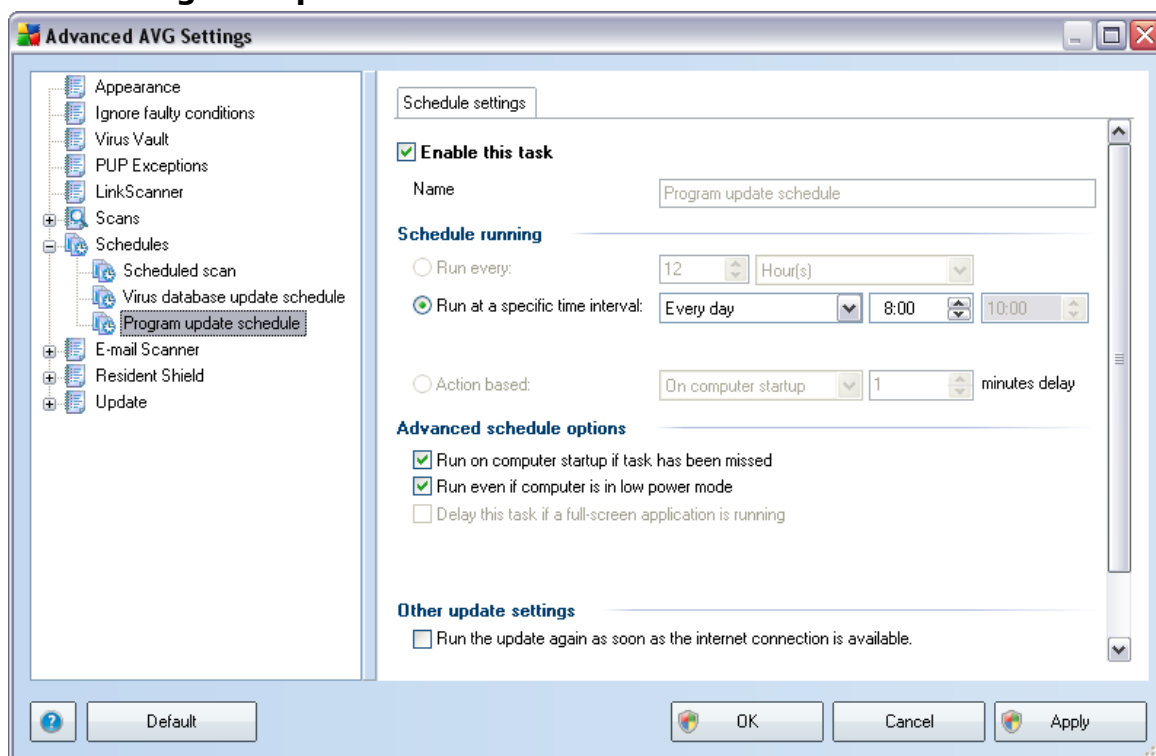 Advanced AVG Settings
Appearance
Ignore faulty conditions
Virus Vault
PUP Exceptions
LinkScanner
Scans
Schedules
Scheduled scan
Virus database update schedule
Program update schedule
E-mail Scanner
Resident Shield
Update
Schedule settings
Enable this task
Name Program update schedule
Schedule running
Run every: 12 Hour(s)
Run at a specific time interval: Every day 8:00 10:00
Action based: On computer startup 1 minutes delay
Advanced schedule options
Run on computer startup if task has been missed
Run even if computer is in low power mode
Delay this task if a full-screen application is running
Other update settings
Run the update again as soon as the internet connection is available.
? Default OK Cancel Apply